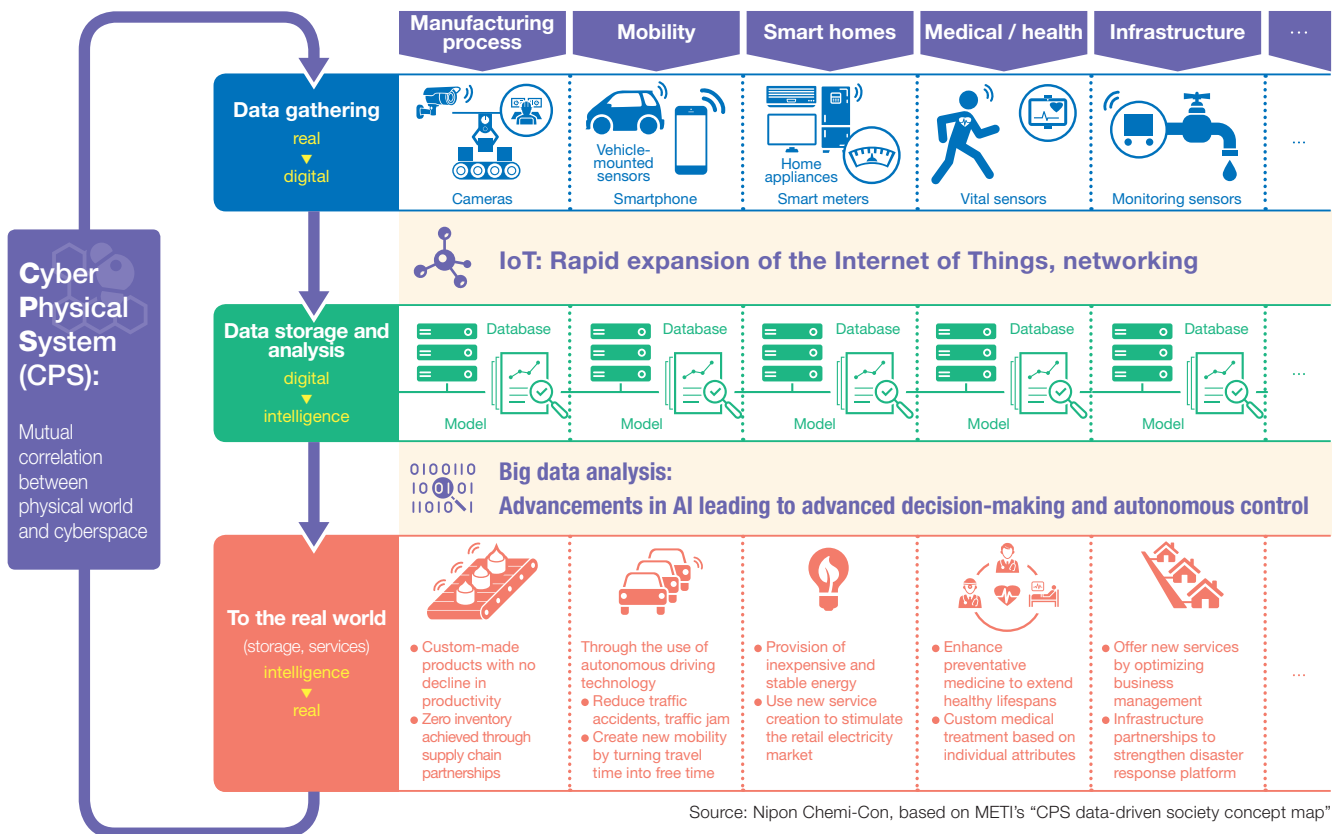 Manufacturing
process
Mobility
Smart homes
Medical / health
Infrastructure
...
Cyber
Physical
System
(CPS):
Mutual
correlation
between
physical world
and cyberspace
Data gathering
real
▼
digital
Cameras
Vehicle-
mounted
sensors
Smartphone
Home
appliances
Smart meters
Vital sensors
Monitoring sensors
...
IoT: Rapid expansion of the Internet of Things, networking
Data storage and
analysis
digital
▼
intelligence
Database
Model
Database
Model
Database
Model
Database
Model
Database
Model
...
0100110
100101
11010 1
Big data analysis:
Advancements in AI leading to advanced decision-making and autonomous control
To the real world
(storage, services)
intelligence
▼
real
● Custom-made
products with no
decline in
productivity
● Zero inventory
achieved through
supply chain
partnerships
Through the use of
autonomous driving
technology
● Reduce traffic
accidents, traffic jam
● Create new mobility
by turning travel
time into free time
● Provision of
inexpensive and
stable energy
● Use new service
creation to stimulate
the retail electricity
market
● Enhance
preventative
medicine to extend
healthy lifespans
● Custom medical
treatment based on
individual attributes
● Offer new services
by optimizing
business
management
● Infrastructure
partnerships to
strengthen disaster
response platform
...
Source: Nipon Chemi-Con, based on METI's “CPS data-driven society concept map”